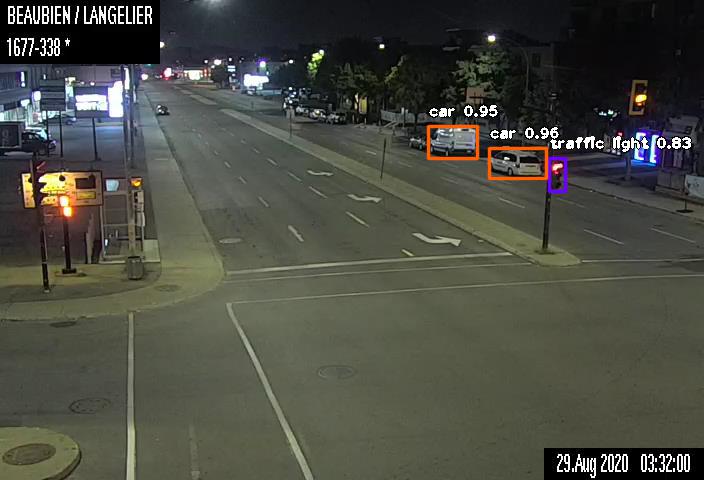 BEAUBIEN / LANGELIER
1677-338 *
car 0.95
car 0.96
traffic light 0.83
29.Aug 2020 03:32:00